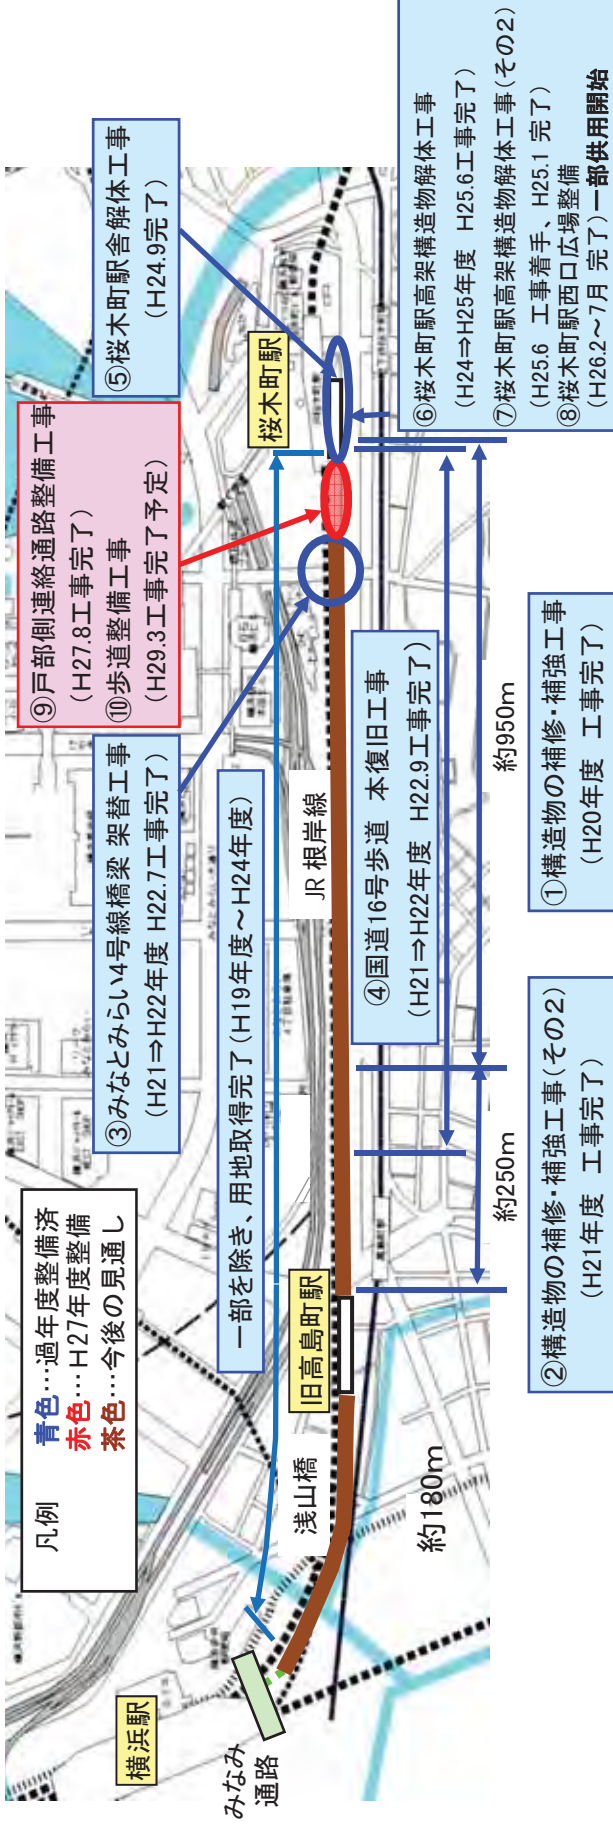 凡例
青色…過年度整備済
赤色…H27年度整備
茶色…今後の見通し
横浜駅
みなみ
通路
浅山橋
約180m
旧高島町駅
一部を除き、用地取得完了(H19年度～H24年度)
③みなとみらい4号線橋梁 架替工事
(H21⇒H22年度 H22.7工事完了)
⑨戸部側連絡通路整備工事
(H27.8工事完了)
⑩歩道整備工事
(H29.3工事完了予定)
⑤桜木町駅舎解体工事
(H24.9完了)
桜木町駅
JR 根岸線
④国道16号歩道 本復旧工事
(H21⇒H22年度 H22.9工事完了)
約250m
約950m
②構造物の補修・補強工事(その2)
(H21年度 工事完了)
①構造物の補修・補強工事
(H20年度 工事完了)
⑥桜木町駅高架構造物解体工事
(H24⇒H25年度 H25.6工事完了)
⑦桜木町駅高架構造物解体工事(その2)
(H25.6 工事着手、H25.1 完了)
⑧桜木町駅西口広場整備
(H26.2～7月 完了)一部供用開始